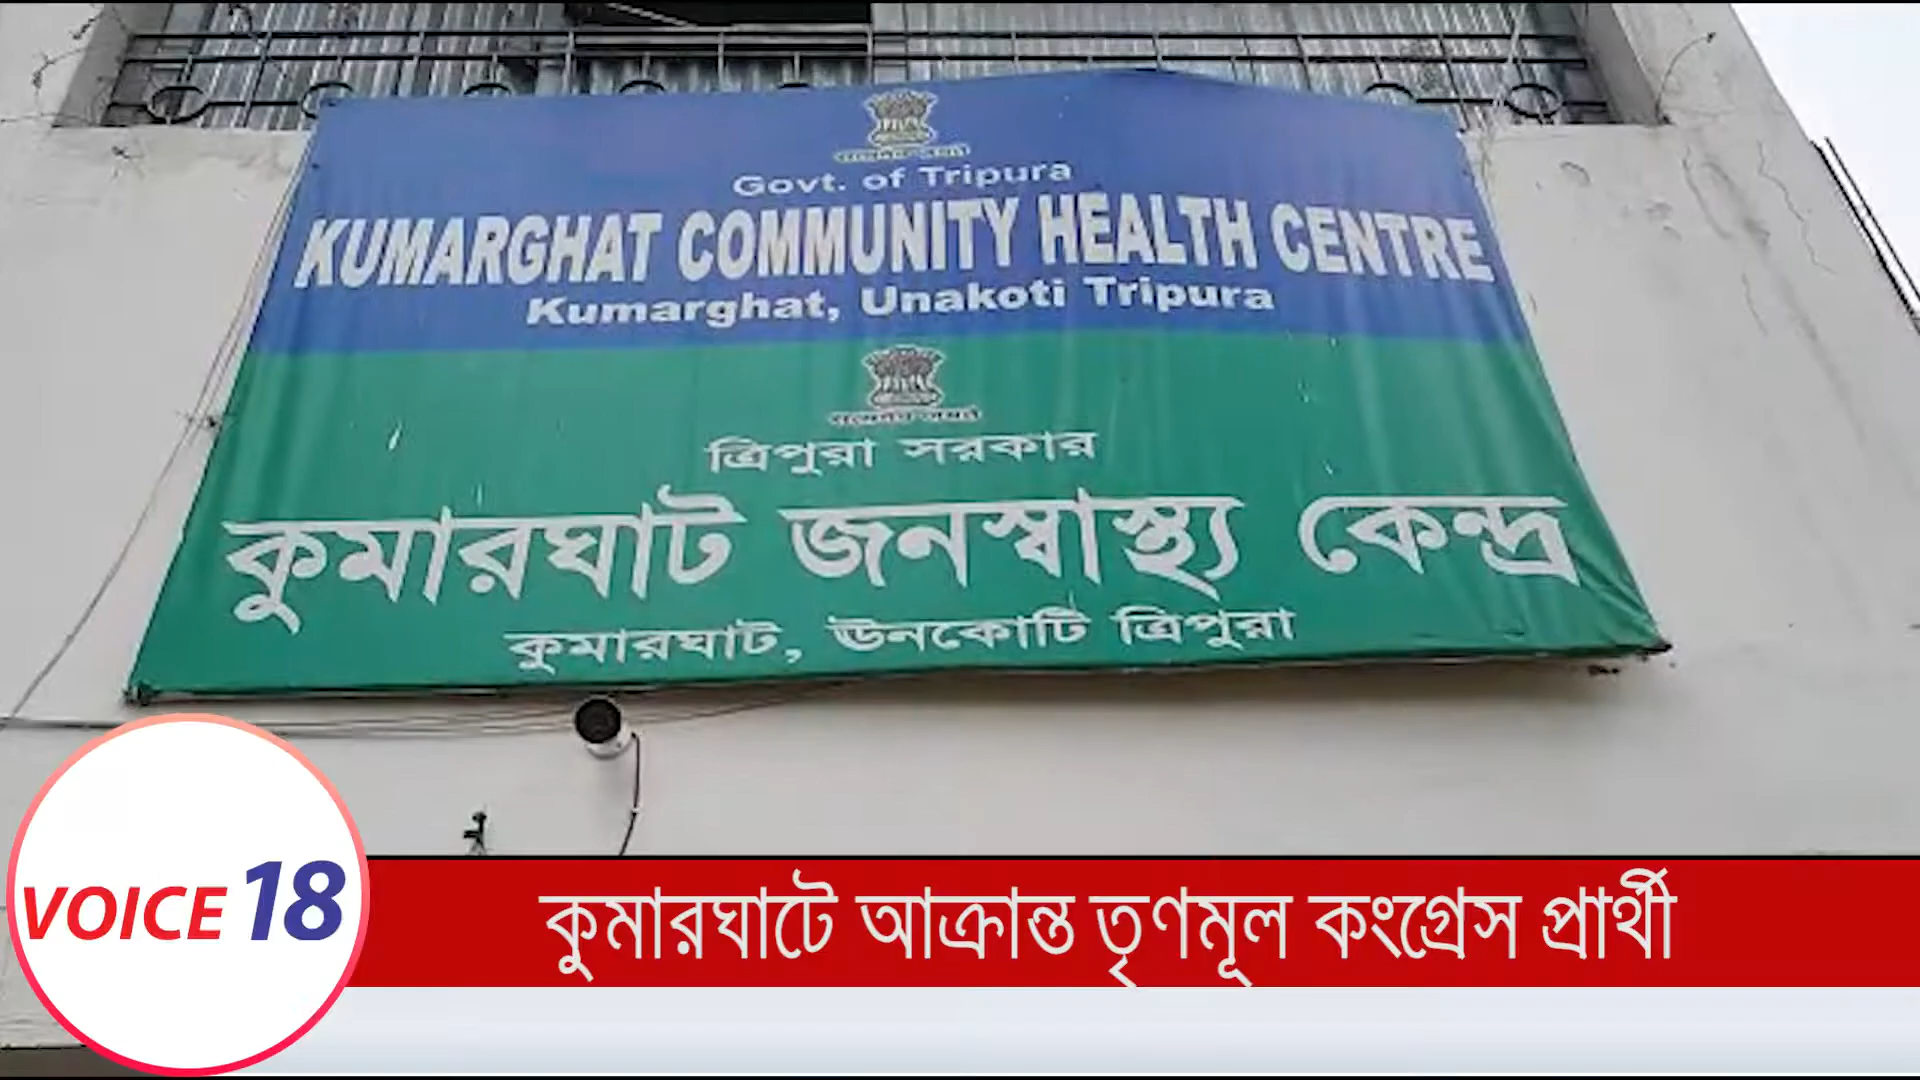 Govt. of Tripura
KUMARGHAT COMMUNITY HEALTH CENTRE
Kumarghat, Unakoti Tripura
ত্রিপুরা সরকার
কুমারঘাট জনস্বাস্থ্য কেন্দ্র
কুমারঘাট, ঊনকোটি ত্রিপুরা
VOICE 18
কুমারঘাটে আক্রান্ত তৃণমূল কংগ্রেস প্রার্থী